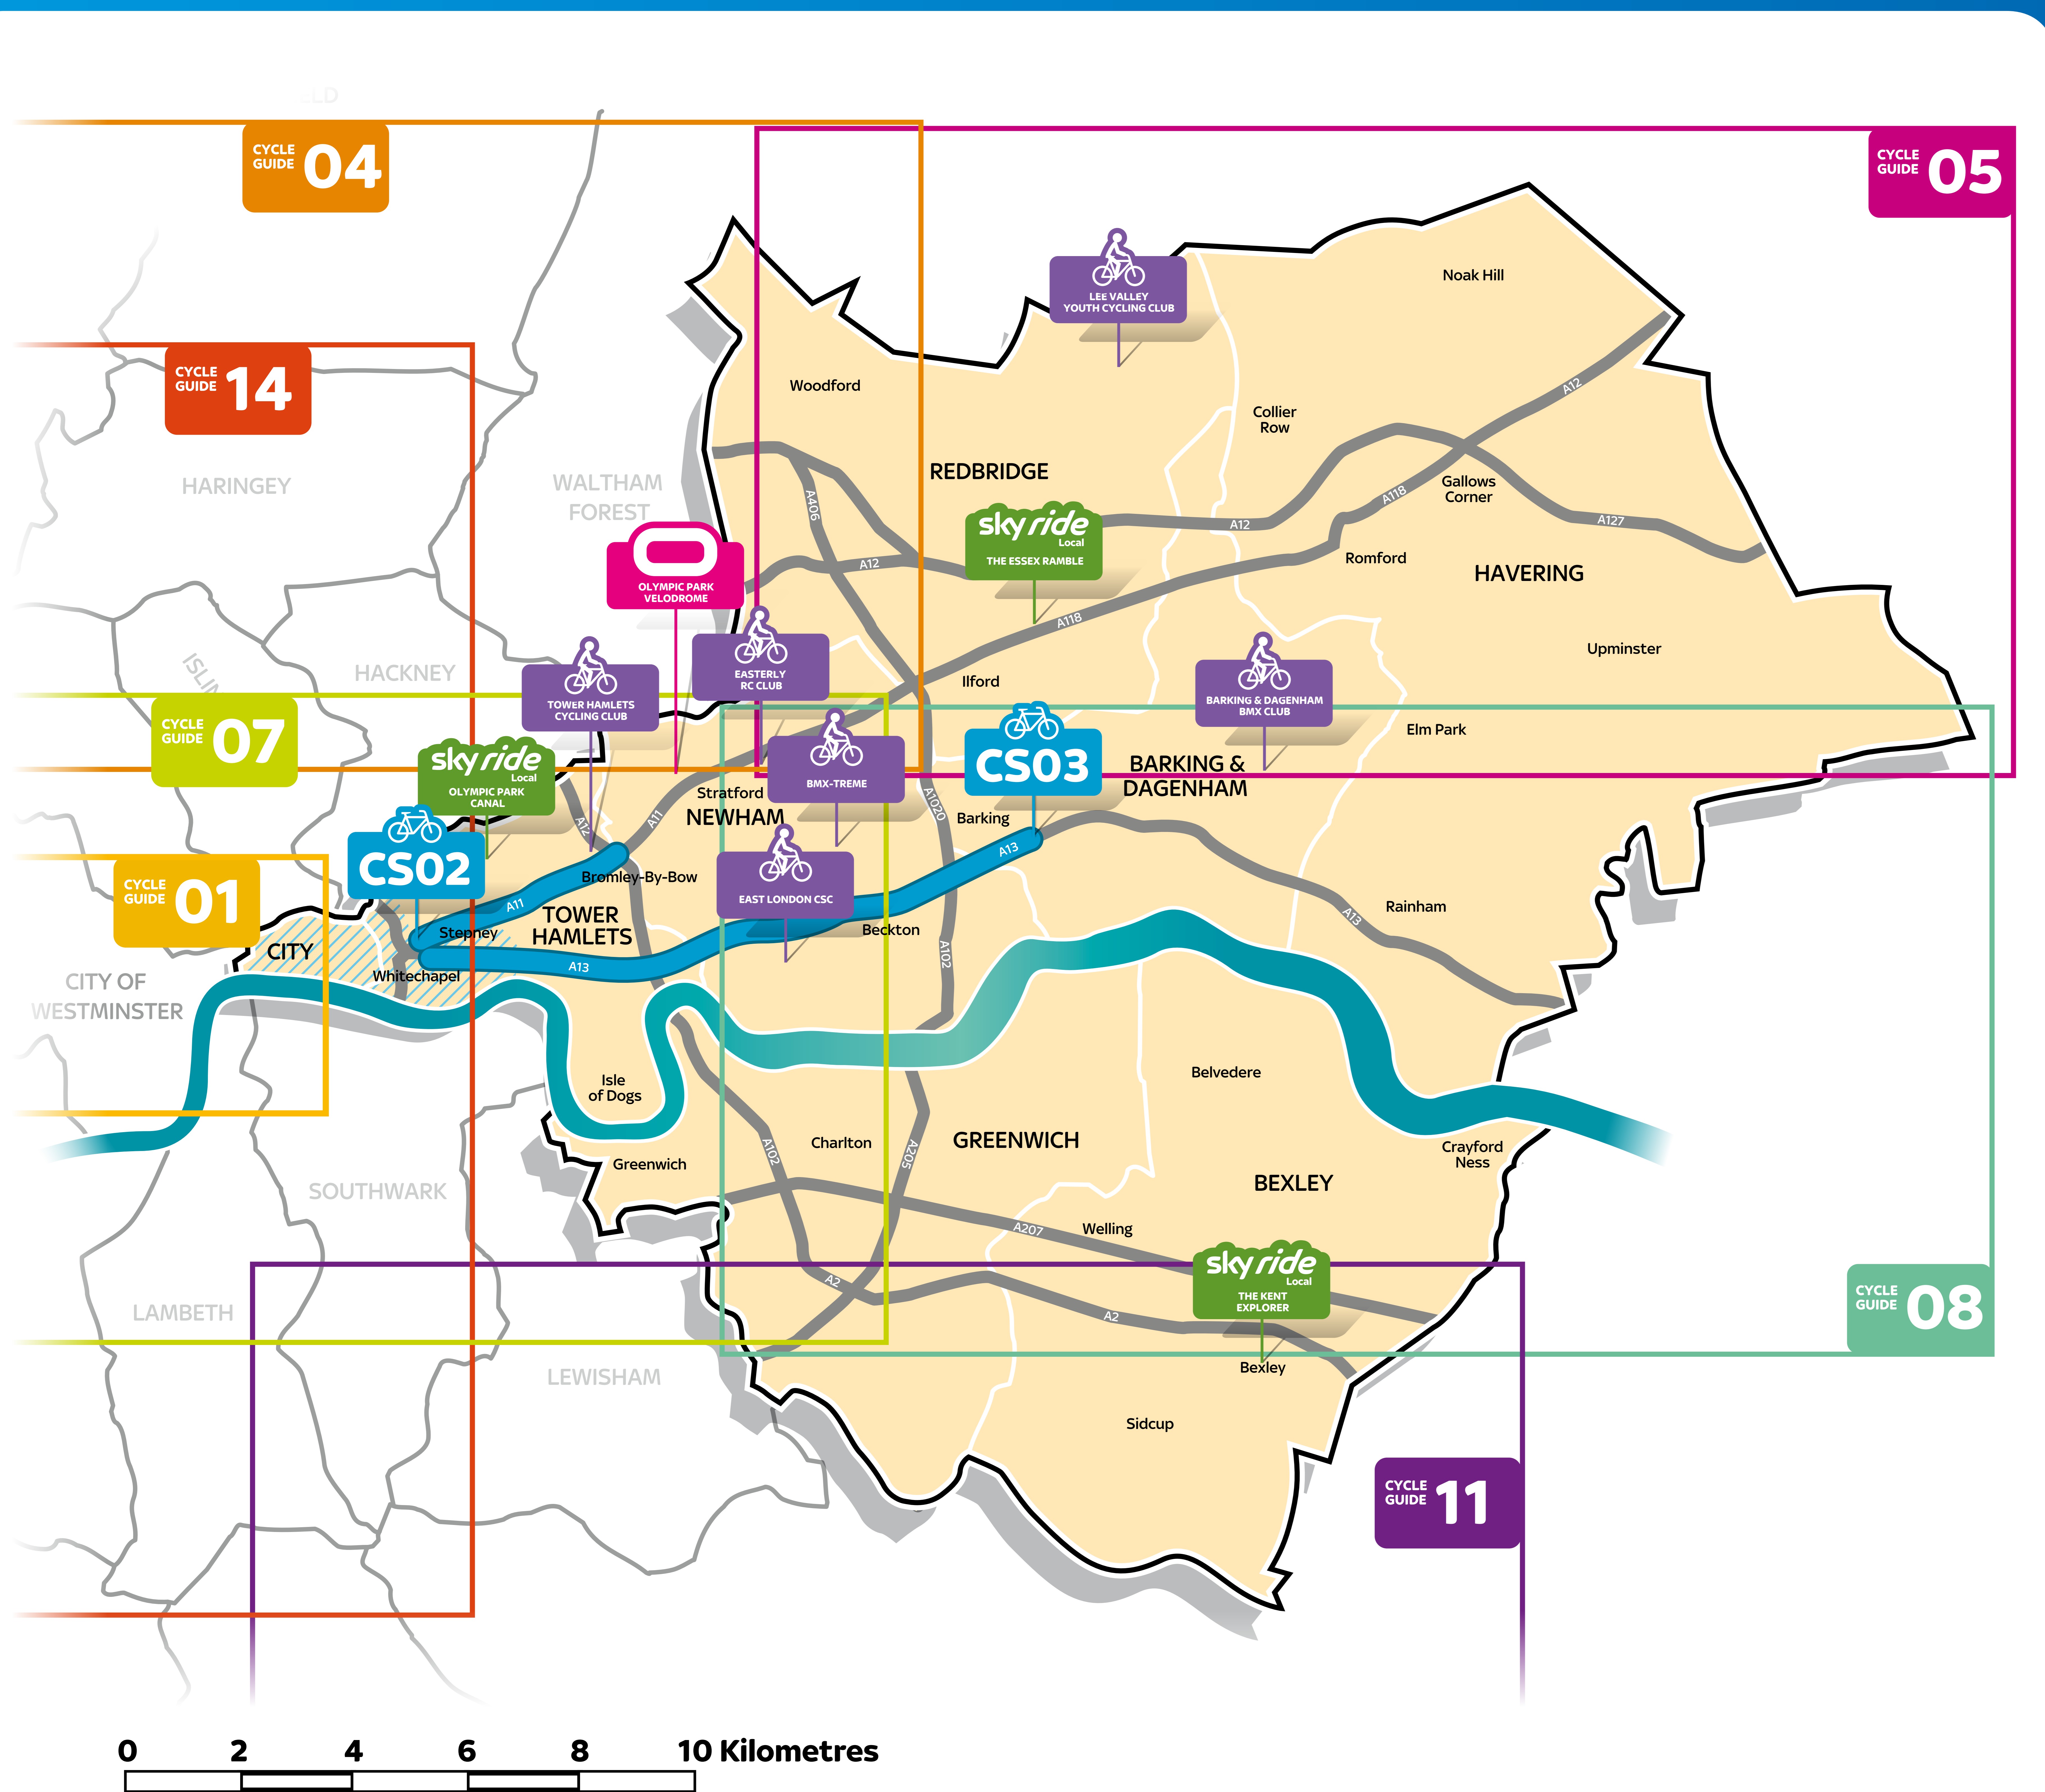 CYCLE
GUIDE 04
CYCLE
GUIDE 05
LEE VALLEY
YOUTH CYCLING CLUB
Noak Hill
CYCLE
GUIDE 14
Woodford
A12
Collier
Row
HARINGEY
WALTHAM
FOREST
REDBRIDGE
A406
A118
Gallows
Corner
sky ride
Local
THE ESSEX RAMBLE
A12
A127
A12
Romford
HAVERING
OLYMPIC PARK
VELODROME
A118
Upminster
HACKNEY
EASTERLY
RC CLUB
Ilford
TOWER HAMLETS
CYCLING CLUB
BARKING & DAGENHAM
BMX CLUB
CYCLE
GUIDE 07
Elm Park
sky ride
Local
OLYMPIC PARK
CANAL
BMX-TREME
CS03
BARKING &
DAGENHAM
Stratford
NEWHAM
A12
A11
A1020
Barking
CS02
A13
Bromley-By-Bow
CYCLE
GUIDE 01
EAST LONDON CSC
A11
TOWER
HAMLETS
Rainham
A13
Stepney
Beckton
CITY
A102
A13
Whitechapel
CITY OF
WESTMINSTER
Isle
of Dogs
Belvedere
Charlton
GREENWICH
A102
A205
Crayford
Ness
Greenwich
SOUTHWARK
BEXLEY
A207
Welling
sky ride
Local
THE KENT
EXPLORER
A2
LAMBETH
A2
CYCLE
GUIDE 08
LEWISHAM
Bexley
Sidcup
CYCLE
GUIDE 11
0 2 4 6 8 10 Kilometres